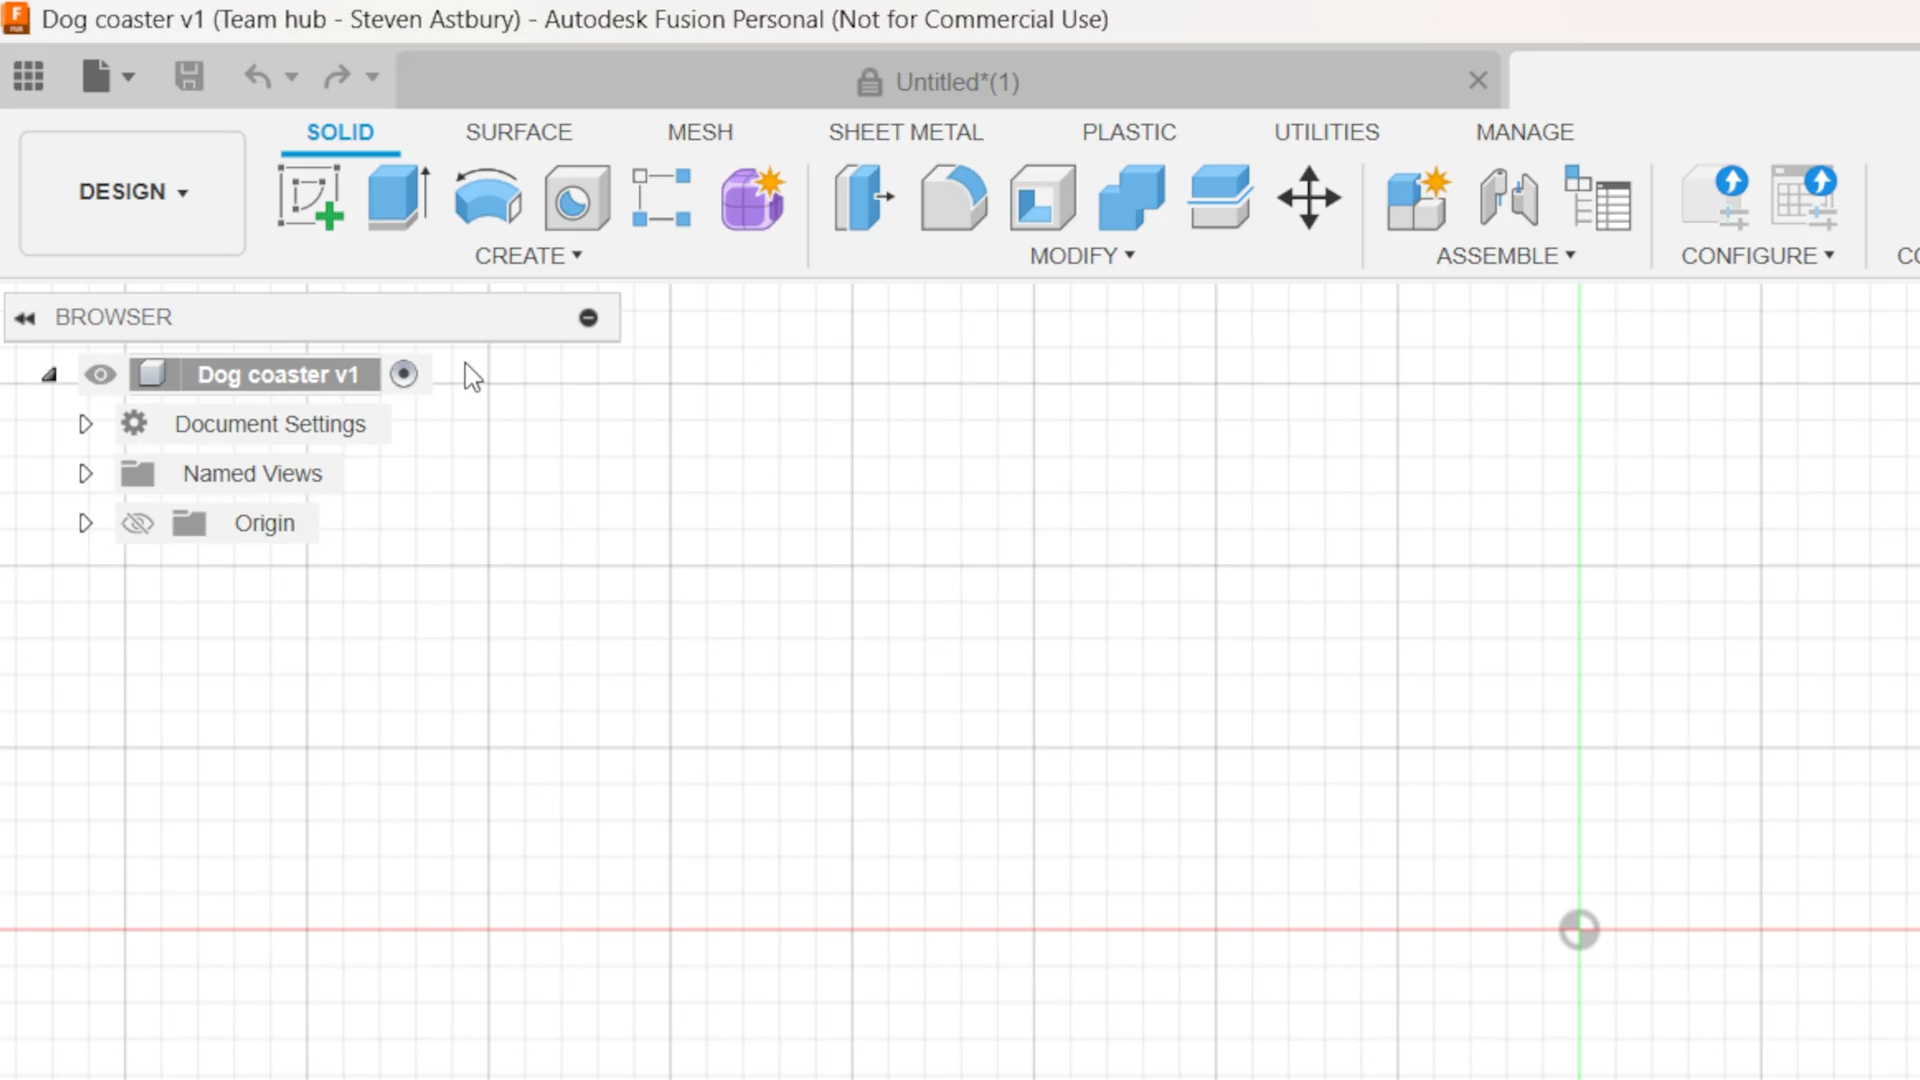 Dog coaster v1 (Team hub - Steven Astbury) - Autodesk Fusion Personal (Not for Commercial Use)
Untitled*(1)
SOLID SURFACE MESH SHEET METAL PLASTIC UTILITIES MANAGE
DESIGN
CREATE MODIFY ASSEMBLE CONFIGURE
BROWSER
Dog coaster v1
Document Settings
Named Views
Origin